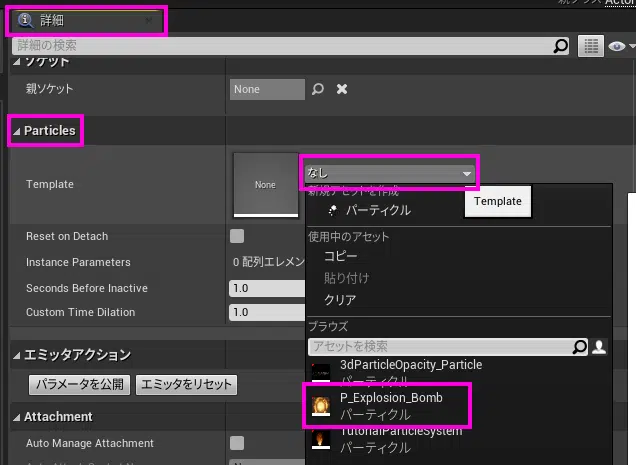 親クラス Actor
詳細
詳細の検索
ソケット
親ソケット
None
Particles
Template
None
なし
新規アセットを作成
パーティクル
Template
使用中のアセット
コピー
貼り付け
クリア
ブラウズ
アセットを検索
3dParticleOpacity_Particle
パーティクル
P_Explosion_Bomb
パーティクル
TutorialParticleSystem
パーティクル
Reset on Detach
Instance Parameters
0 配列エレメン
Seconds Before Inactive
1.0
Custom Time Dilation
1.0
エミッタアクション
パラメータを公開
エミッタをリセット
Attachment
Auto Manage Attachment